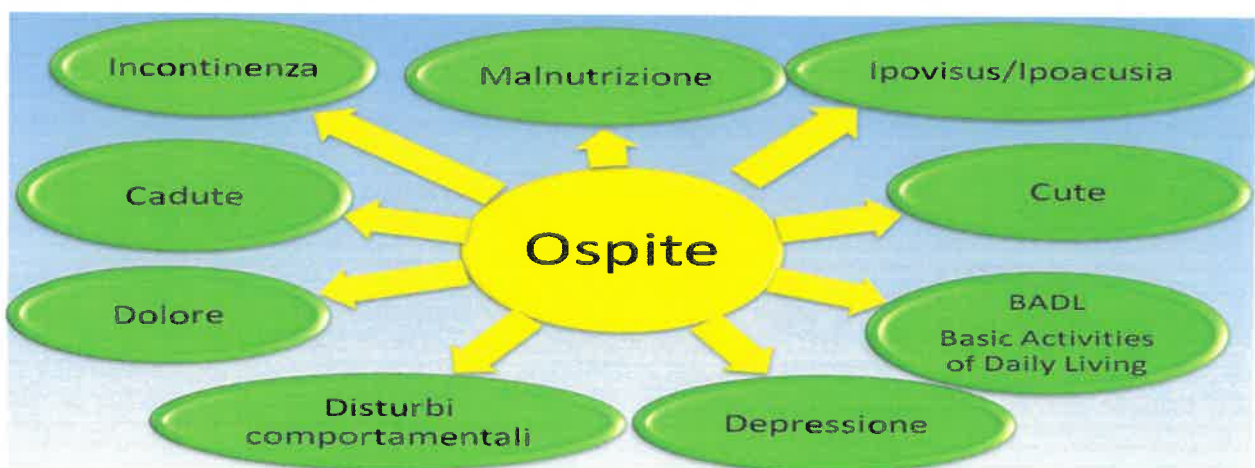 Incontinenza
Malnutrizione
Ipovisus/Ipoacusia
Cadute
Cute
Ospite
Dolore
BADL
Basic Activities
of Daily Living
Disturbi
comportamentali
Depressione